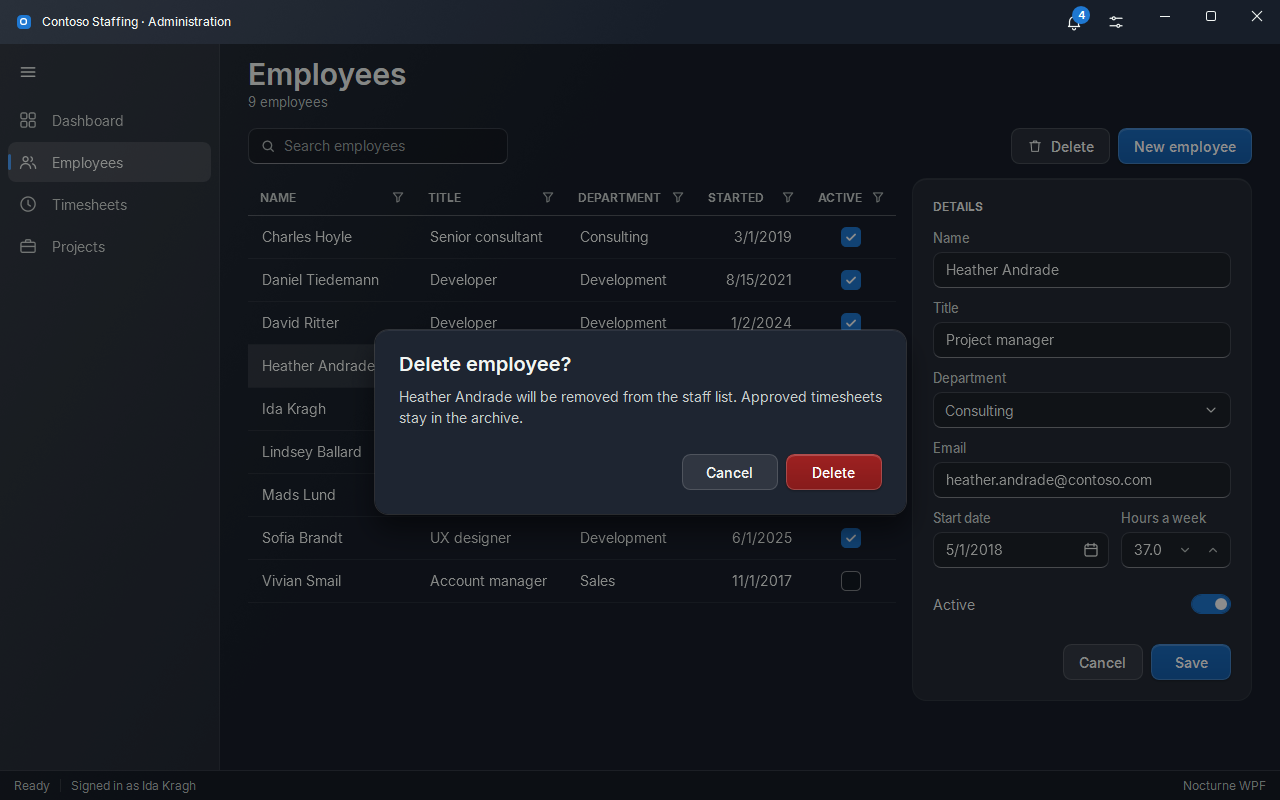 Contoso Staffing · Administration
4
Employees
9 employees
Dashboard
Employees
Timesheets
Projects
Search employees
Delete
New employee
NAME TITLE DEPARTMENT STARTED ACTIVE
Charles Hoyle Senior consultant Consulting 3/1/2019
Daniel Tiedemann Developer Development 8/15/2021
David Ritter Developer Development 1/2/2024
Heather Andrade
Ida Kragh
Lindsey Ballard
Mads Lund
Sofia Brandt UX designer Development 6/1/2025
Vivian Smail Account manager Sales 11/1/2017
Delete employee?
Heather Andrade will be removed from the staff list. Approved timesheets
stay in the archive.
Cancel Delete
DETAILS
Name
Heather Andrade
Title
Project manager
Department
Consulting
Email
heather.andrade@contoso.com
Start date Hours a week
5/1/2018 37.0
Active
Cancel Save
Ready Signed in as Ida Kragh Nocturne WPF